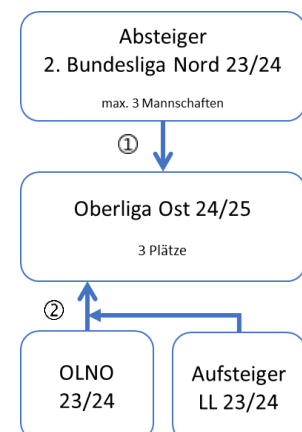 Absteiger
2. Bundesliga Nord 23/24
max. 3 Mannschaften
①
Oberliga Ost 24/25
3 Plätze
②
OLNO
23/24
Aufsteiger
LL 23/24